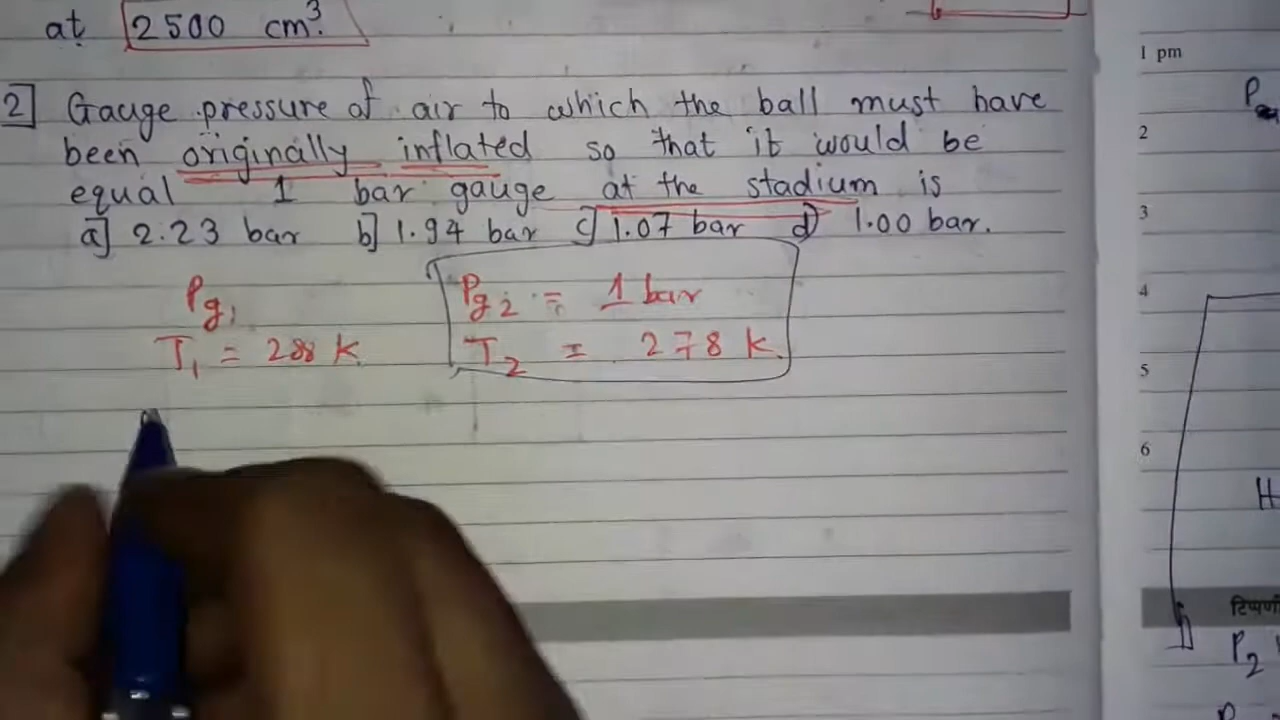 at 2500 cm³.
1 pm
2] Gauge pressure of air to which the ball must have
been originally inflated so that it would be
equal 1 bar gauge at the stadium is
a] 2.23 bar b] 1.94 bar c] 1.07 bar d] 1.00 bar.
Pg₁ Pg₂ = 1 bar
T₁ = 288 K T₂ = 278 K.
2
3
4
5
6
H
टिप्पणी
P₂